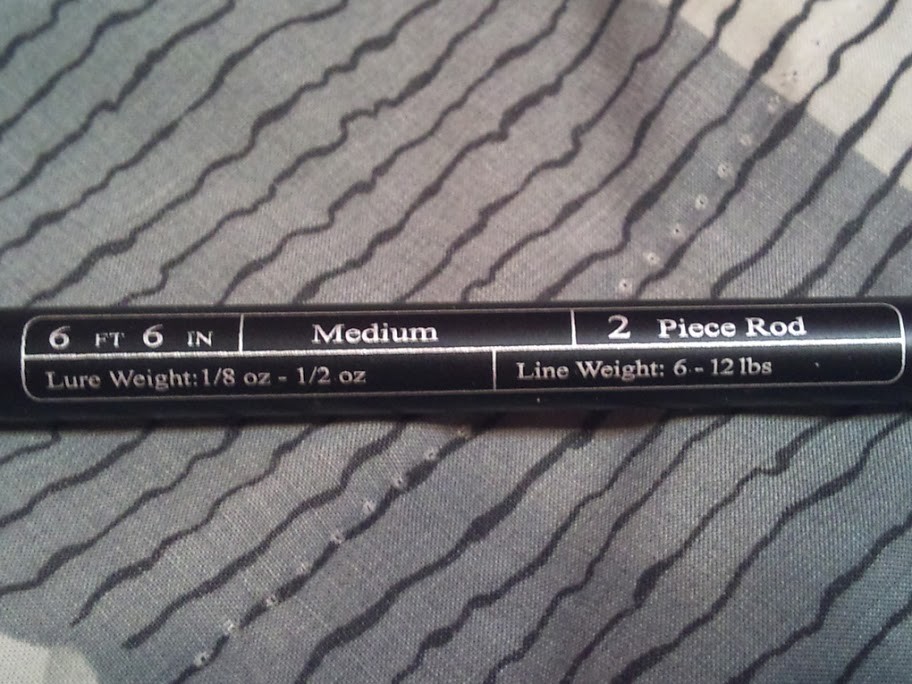 6 FT 6 IN Medium 2 Piece Rod
Lure Weight: 1/8 oz - 1/2 oz Line Weight: 6 - 12 lbs